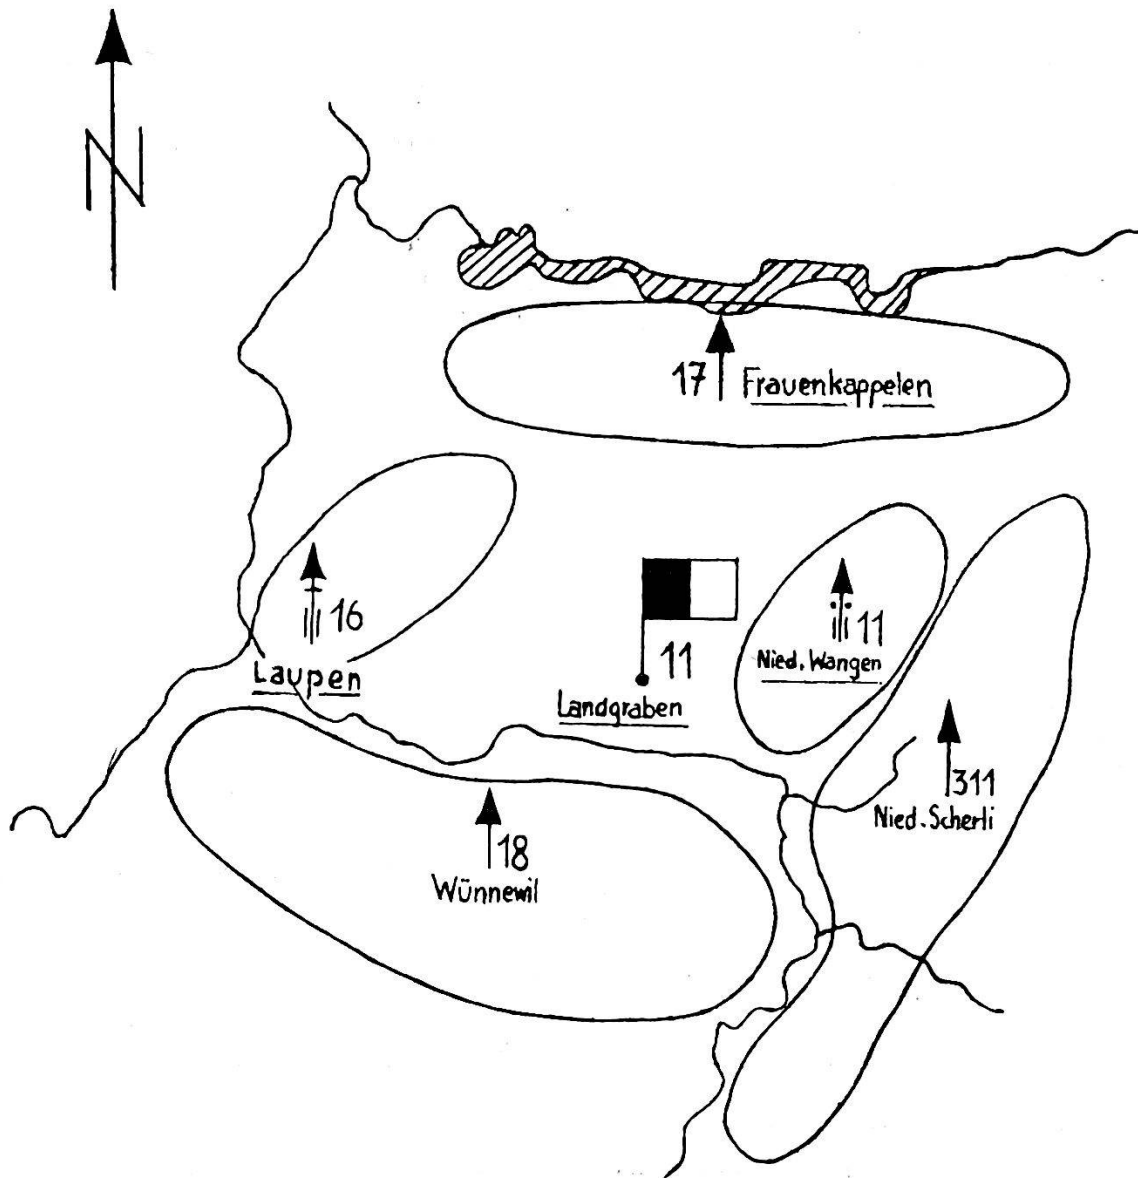 N
17 Frauenkappelen
16
Laupen
11
Landgraben
11
Nied. Wangen
311
Nied. Scherli
18
Wünnewil